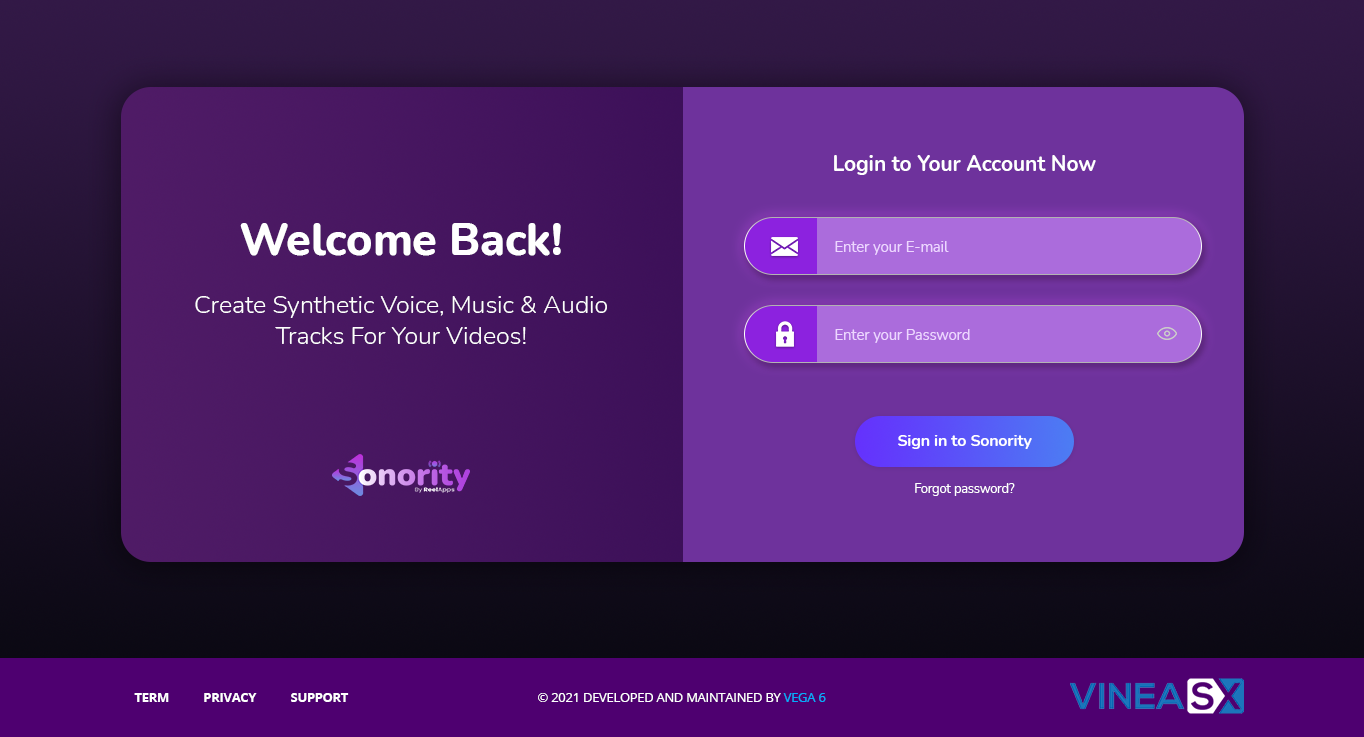 Welcome Back!
Create Synthetic Voice, Music & Audio
Tracks For Your Videos!
Sonority
By ReelApps
Login to Your Account Now
Enter your E-mail
Enter your Password
Sign in to Sonority
Forgot password?
TERM PRIVACY SUPPORT
© 2021 DEVELOPED AND MAINTAINED BY VEGA 6
VINEASX